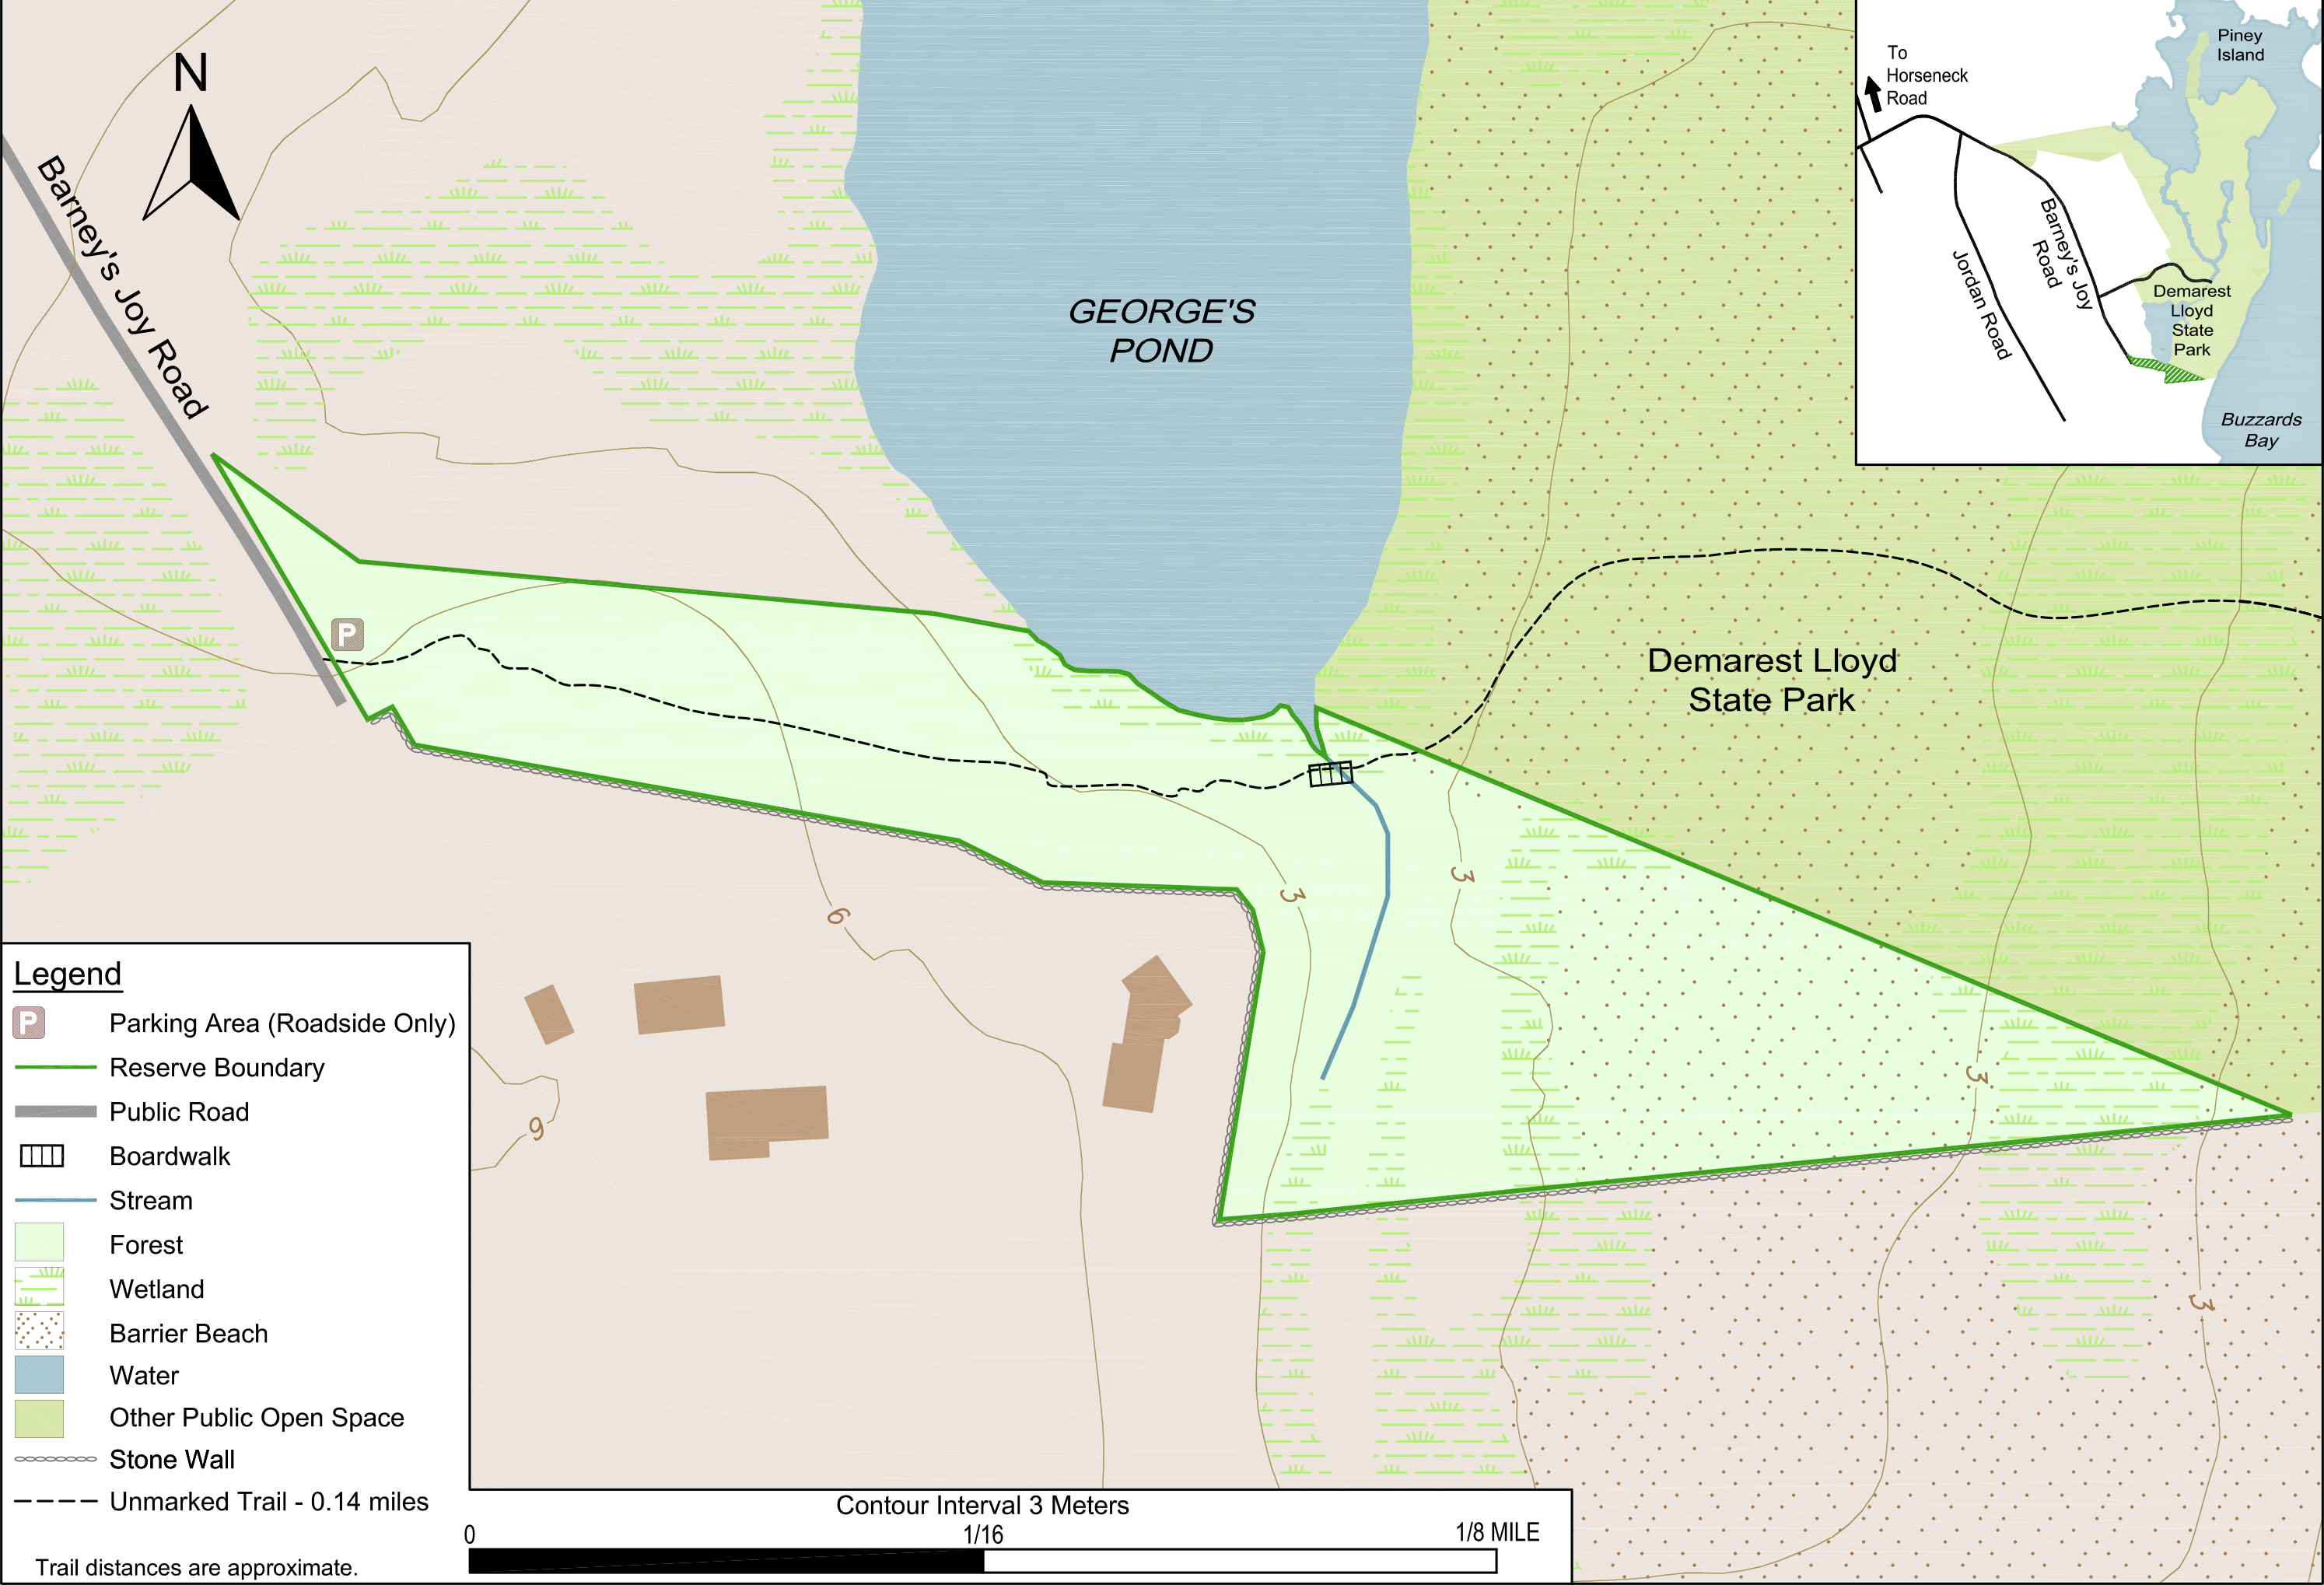 N
Barney's Joy Road
GEORGE'S
POND
To
Horseneck
Road
Piney
Island
Barney's Joy
Road
Jordan Road
Demarest
Lloyd
State
Park
Buzzards
Bay
P
Demarest Lloyd
State Park
3
3
6
9
3
3
Legend
P
Parking Area (Roadside Only)
Reserve Boundary
Public Road
Boardwalk
Stream
Forest
Wetland
Barrier Beach
Water
Other Public Open Space
Stone Wall
Unmarked Trail - 0.14 miles
Trail distances are approximate.
Contour Interval 3 Meters
0
1/16
1/8 MILE